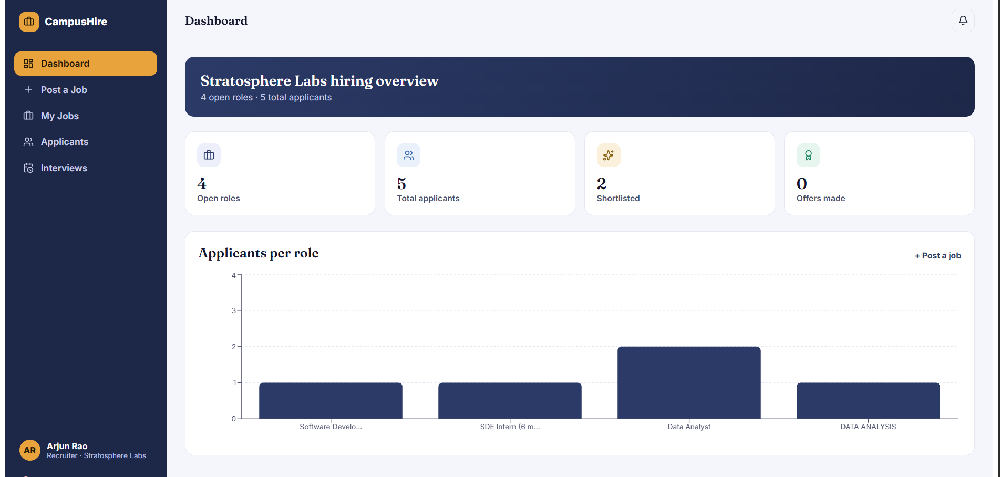 CampusHire
Dashboard
Post a Job
My Jobs
Applicants
Interviews
AR
Arjun Rao
Recruiter · Stratosphere Labs
Dashboard
Stratosphere Labs hiring overview
4 open roles · 5 total applicants
4
Open roles
5
Total applicants
2
Shortlisted
0
Offers made
Applicants per role
+ Post a job
4
3
2
1
0
Software Develo...
SDE Intern (6 m...
Data Analyst
DATA ANALYSIS